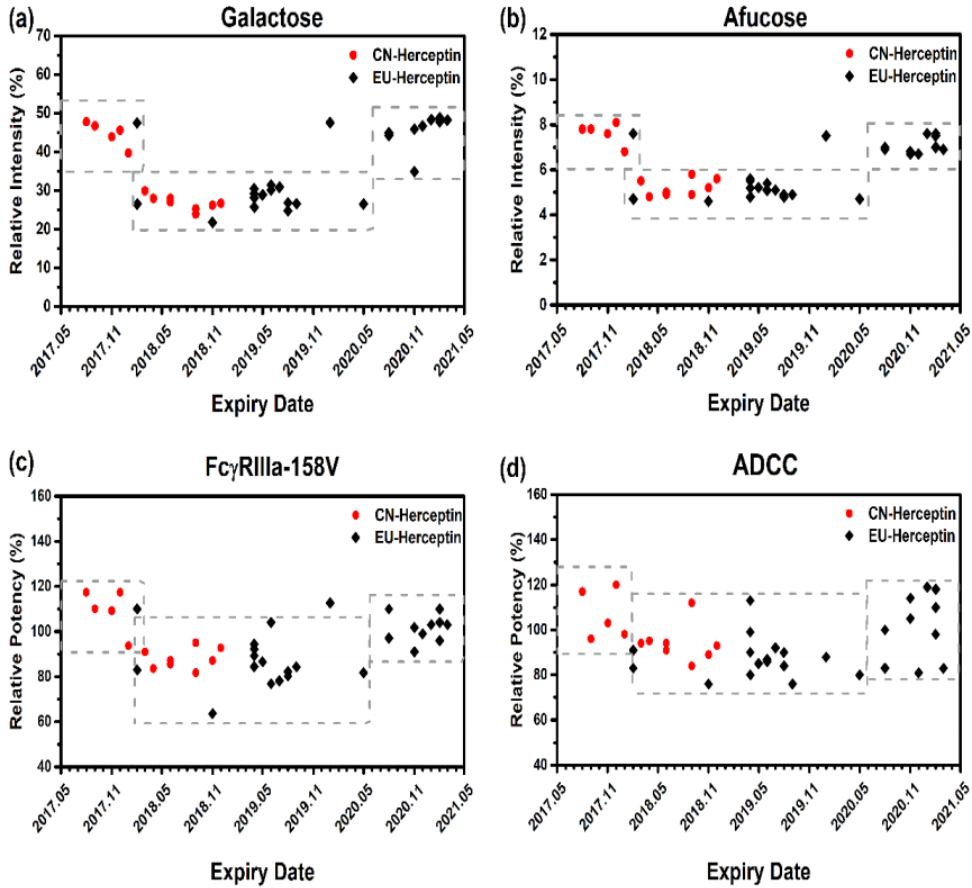 (a)
Galactose
Relative Intensity (%)
70
60
50
40
30
20
10
0
CN-Herceptin
EU-Herceptin
2017.05
2017.11
2018.05
2018.11
2019.05
2019.11
2020.05
2020.11
2021.05
Expiry Date
(b)
Afucose
Relative Intensity (%)
12
10
8
6
4
2
0
CN-Herceptin
EU-Herceptin
2017.05
2017.11
2018.05
2018.11
2019.05
2019.11
2020.05
2020.11
2021.05
Expiry Date
(c)
FcγRIIIa-158V
Relative Potency (%)
160
140
120
100
80
60
40
CN-Herceptin
EU-Herceptin
2017.05
2017.11
2018.05
2018.11
2019.05
2019.11
2020.05
2020.11
2021.05
Expiry Date
(d)
ADCC
Relative Potency (%)
160
140
120
100
80
60
40
CN-Herceptin
EU-Herceptin
2017.05
2017.11
2018.05
2018.11
2019.05
2019.11
2020.05
2020.11
2021.05
Expiry Date